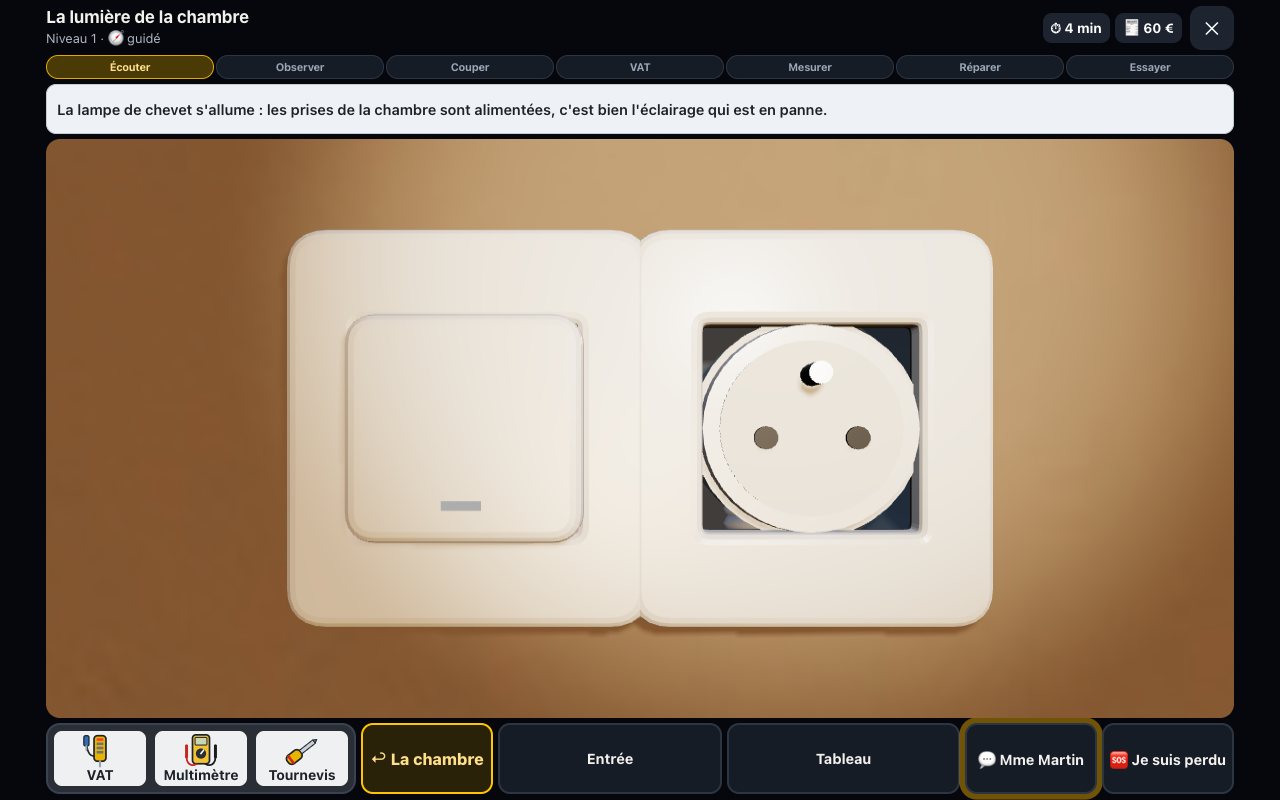 La lumière de la chambre
Niveau 1 · guidé
4 min
60 €
Écouter
Observer
Couper
VAT
Mesurer
Réparer
Essayer
La lampe de chevet s'allume : les prises de la chambre sont alimentées, c'est bien l'éclairage qui est en panne.
VAT
Multimètre
Tournevis
La chambre
Entrée
Tableau
Mme Martin
SOS Je suis perdu